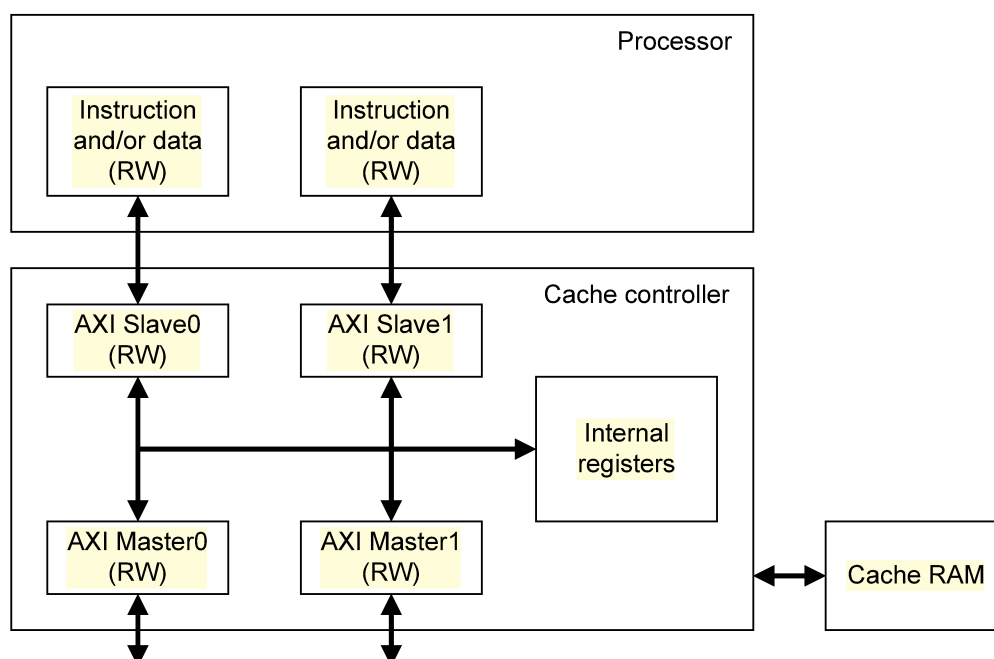 Processor
Instruction
and/or data
(RW)
Instruction
and/or data
(RW)
Cache controller
AXI Slave0
(RW)
AXI Slave1
(RW)
Internal
registers
AXI Master0
(RW)
AXI Master1
(RW)
Cache RAM